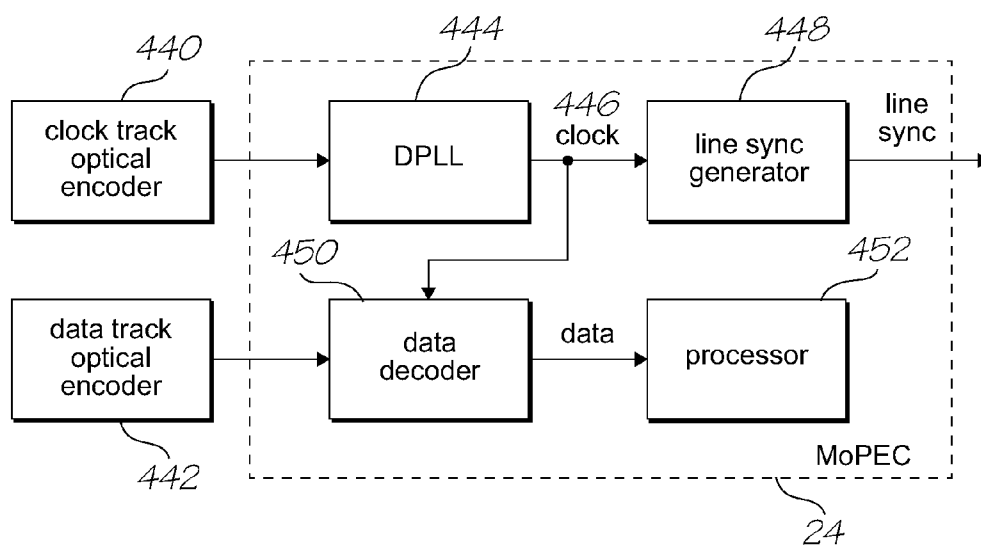 440
444
448
clock track
optical
encoder
DPLL
446
clock
line sync
generator
line
sync
450
452
data track
optical
encoder
data
decoder
data
processor
442
MoPEC
24